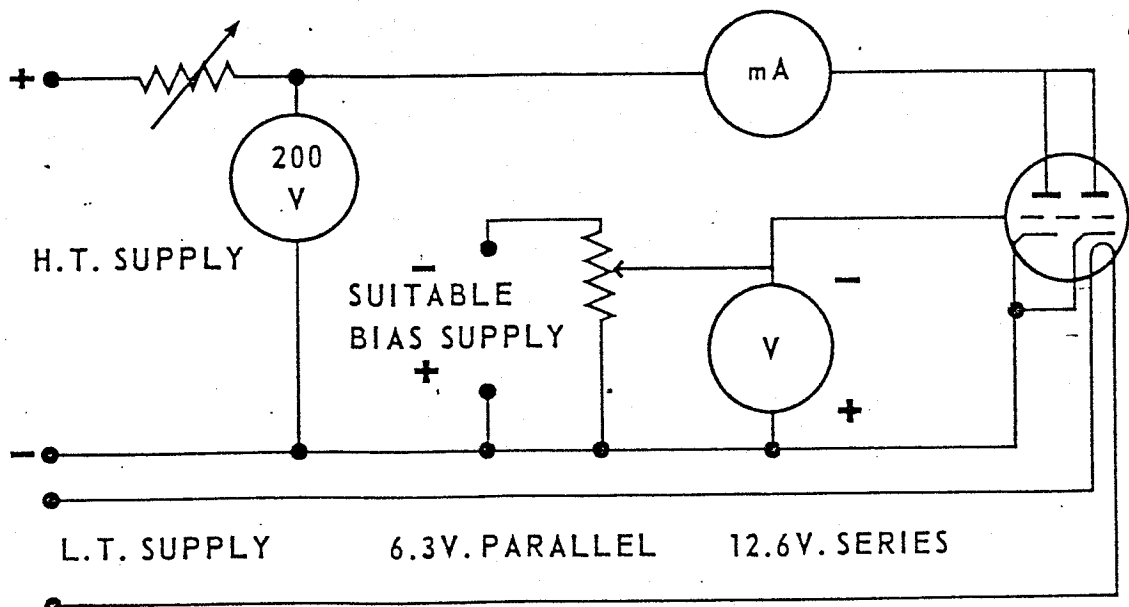 +
mA
200
V
H.T. SUPPLY
-
SUITABLE
BIAS SUPPLY
+
-
V
+
-
L.T. SUPPLY 6.3V. PARALLEL 12.6V. SERIES